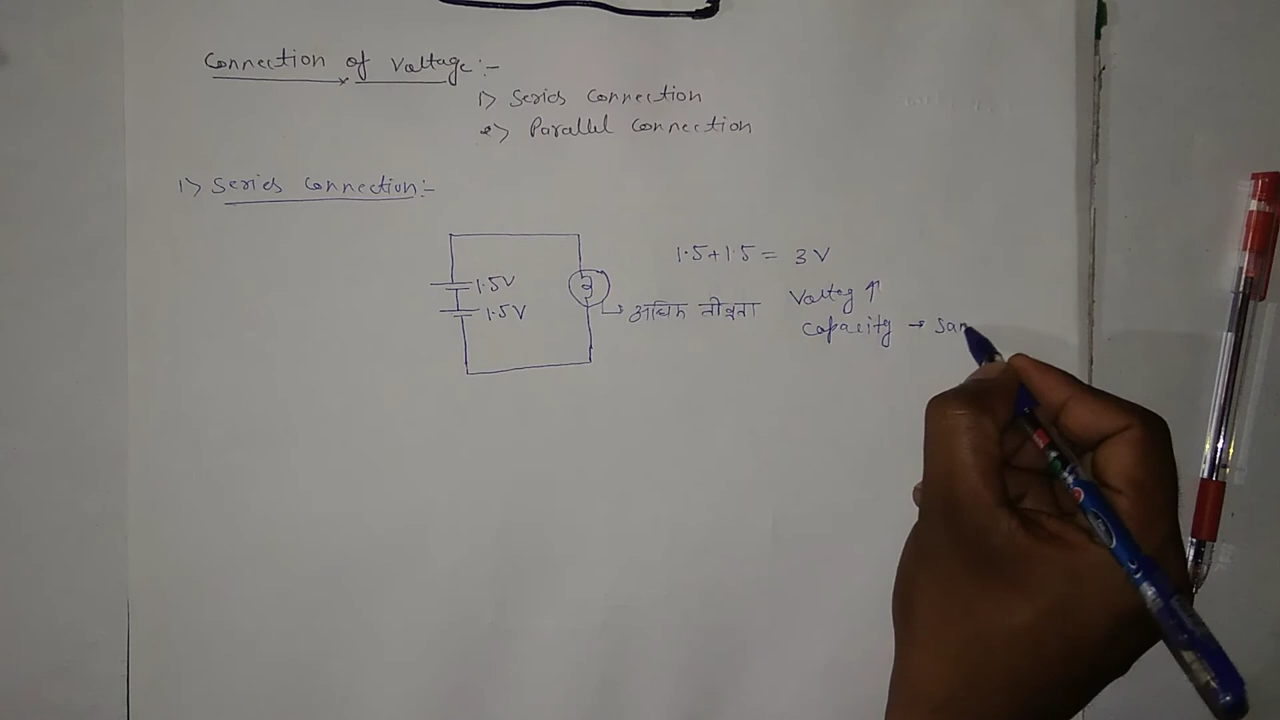 Connection of Voltage:-
1> Series Connection
2> Parallel Connection
1> Series Connection:-
1.5V
1.5V
1.5+1.5= 3V
अधिक तीव्रता
Voltag ↑
Capacity → Sam